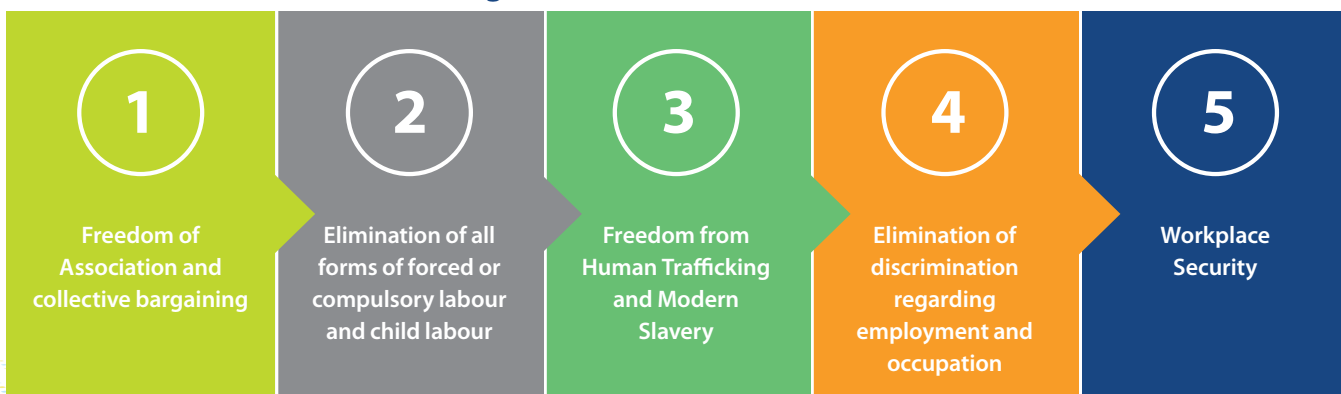 1
Freedom of
Association and
collective bargaining
2
Elimination of all
forms of forced or
compulsory labour
and child labour
3
Freedom from
Human Trafficking
and Modern
Slavery
4
Elimination of
discrimination
regarding
employment and
occupation
5
Workplace
Security